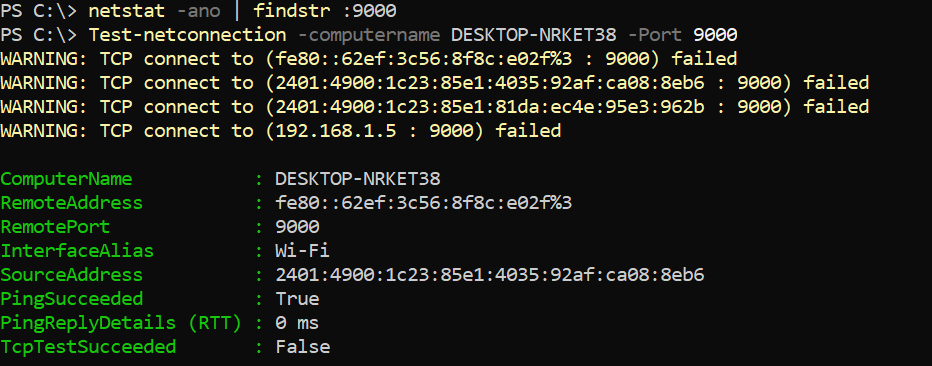 PS C:\> netstat -ano | findstr :9000
PS C:\> Test-netconnection -computername DESKTOP-NRKET38 -Port 9000
WARNING: TCP connect to (fe80::62ef:3c56:8f8c:e02f%3 : 9000) failed
WARNING: TCP connect to (2401:4900:1c23:85e1:4035:92af:ca08:8eb6 : 9000) failed
WARNING: TCP connect to (2401:4900:1c23:85e1:81da:ec4e:95e3:962b : 9000) failed
WARNING: TCP connect to (192.168.1.5 : 9000) failed
ComputerName : DESKTOP-NRKET38
RemoteAddress : fe80::62ef:3c56:8f8c:e02f%3
RemotePort : 9000
InterfaceAlias : Wi-Fi
SourceAddress : 2401:4900:1c23:85e1:4035:92af:ca08:8eb6
PingSucceeded : True
PingReplyDetails (RTT) : 0 ms
TcpTestSucceeded : False